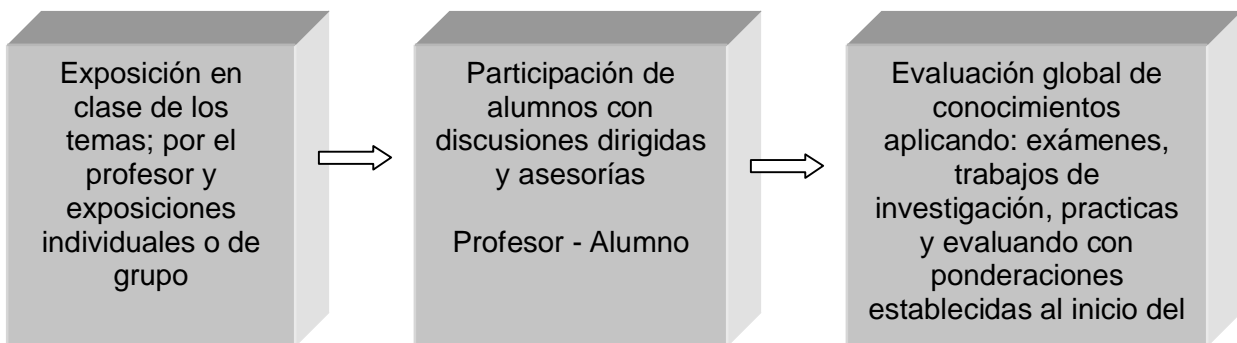 Exposición en
clase de los
temas; por el
profesor y
exposiciones
individuales o de
grupo
Participación de
alumnos con
discusiones dirigidas
y asesorías
Profesor - Alumno
Evaluación global de
conocimientos
aplicando: exámenes,
trabajos de
investigación, practicas
y evaluando con
ponderaciones
establecidas al inicio del